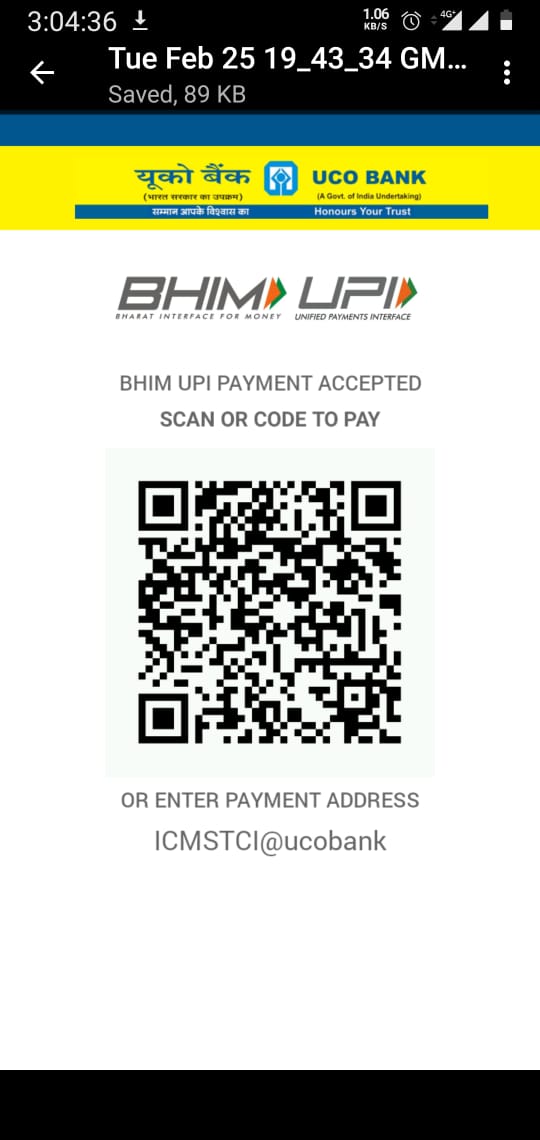 3:04:36 1.06 KB/S 4G+
Tue Feb 25 19_43_34 GM...
Saved, 89 KB
यूको बैंक UCO BANK
(भारत सरकार का उपक्रम) (A Govt. of India Undertaking)
सम्मान आपके विश्वास का Honours Your Trust
BHIM UPI
BHARAT INTERFACE FOR MONEY UNIFIED PAYMENTS INTERFACE
BHIM UPI PAYMENT ACCEPTED
SCAN OR CODE TO PAY
OR ENTER PAYMENT ADDRESS
ICMSTCI@ucobank